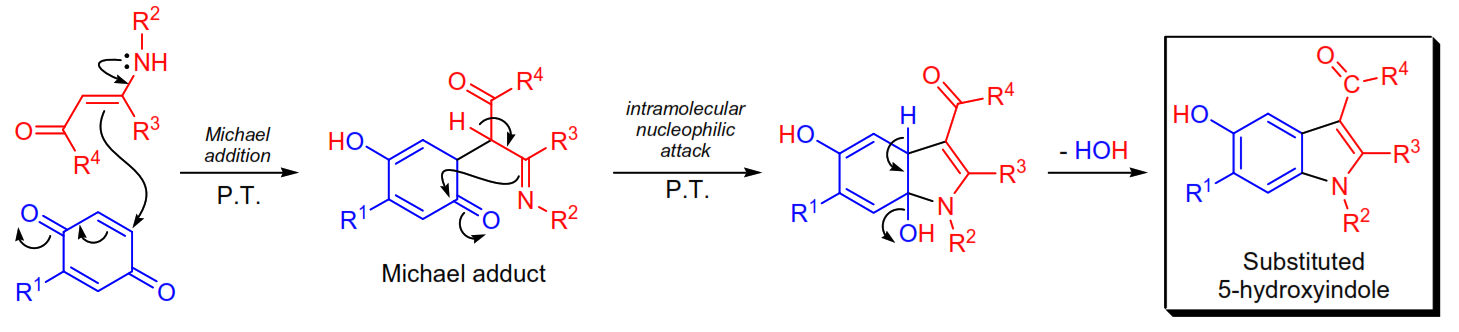 R2
NH
O
R3
R4
O
R1
O
Michael
addition
P.T.
O
R4
H
HO
R3
R1
O
N
R2
Michael adduct
intramolecular
nucleophilic
attack
P.T.
O
R4
H
HO
R3
R1
N
OH
R2
- HOH
O
C
R4
HO
R3
R1
N
R2
Substituted
5-hydroxyindole